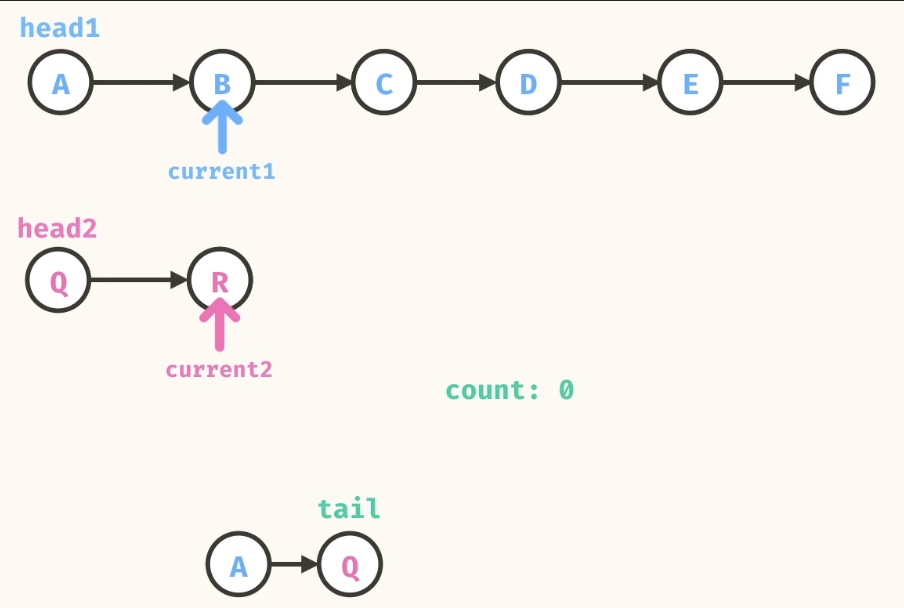 head1
A B C D E F
current1
head2
Q R
current2
count: 0
tail
A Q